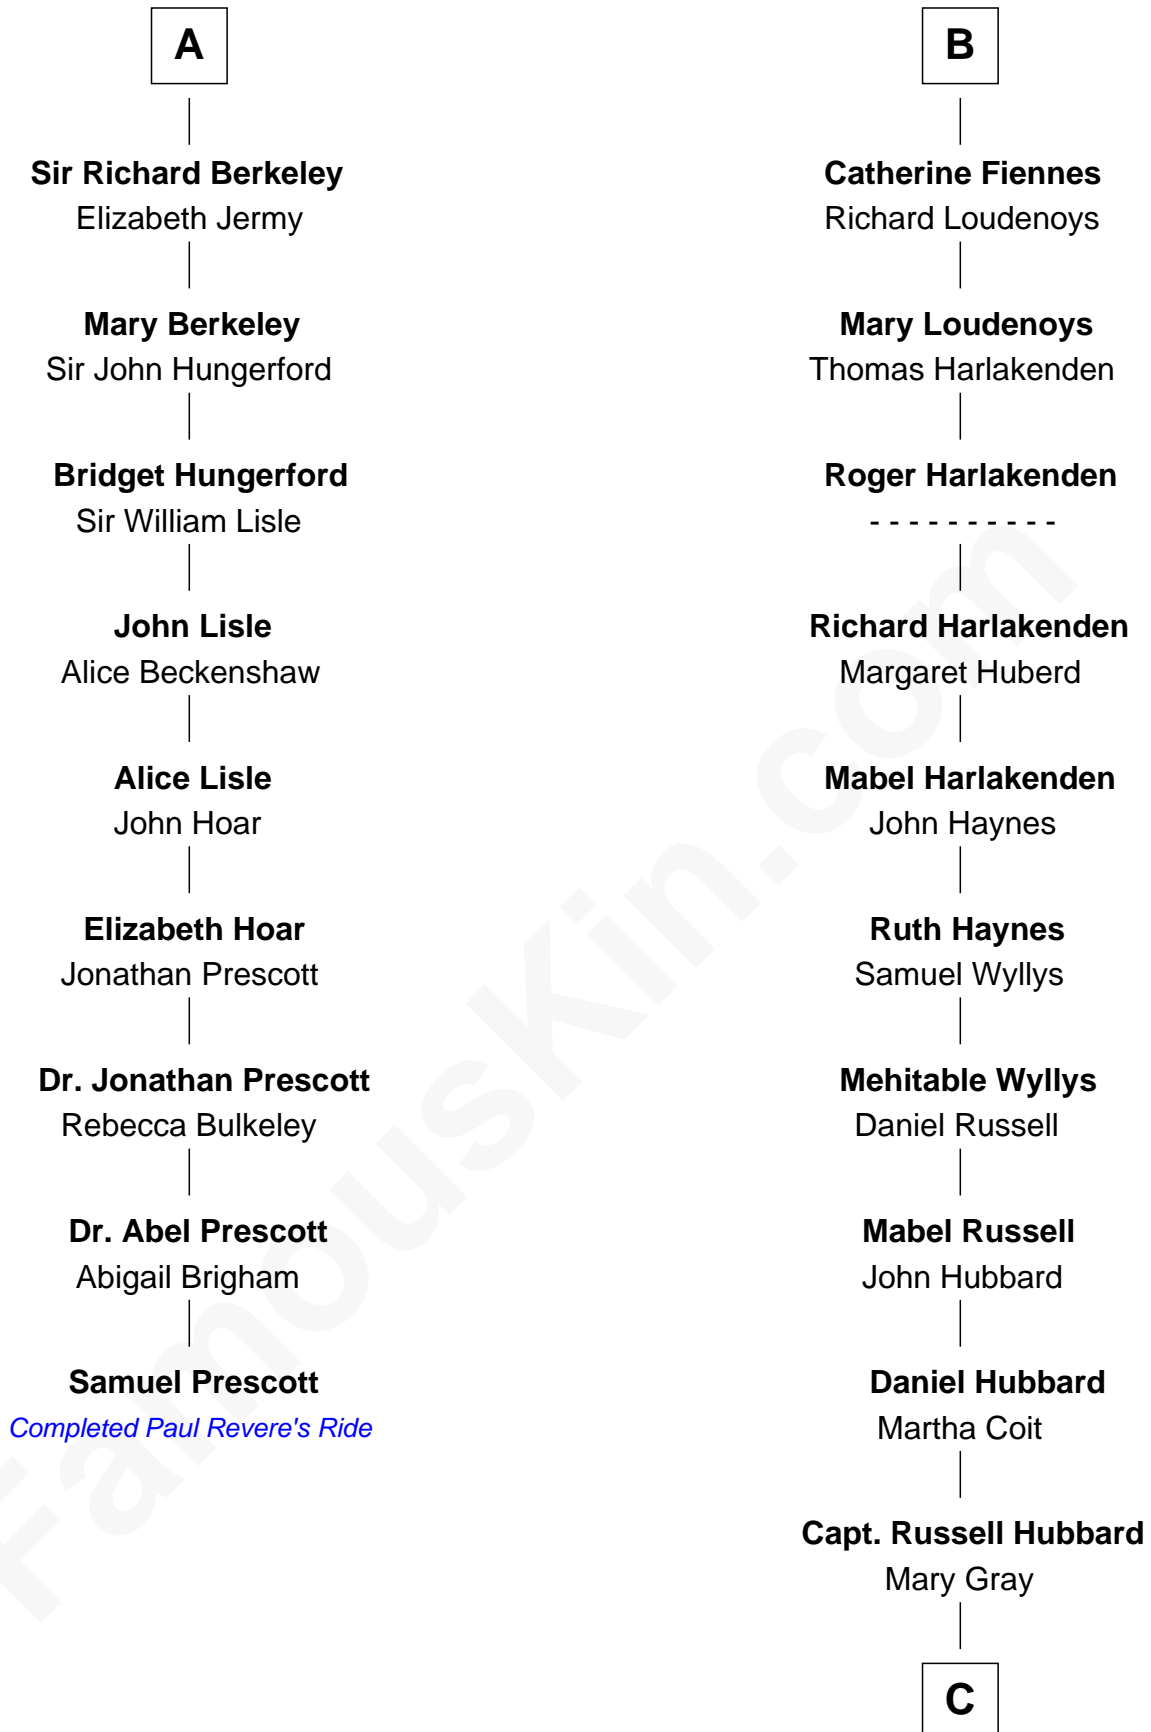 A
Sir Richard Berkeley
Elizabeth Jermy
Mary Berkeley
Sir John Hungerford
Bridget Hungerford
Sir William Lisle
John Lisle
Alice Beckenshaw
Alice Lisle
John Hoar
Elizabeth Hoar
Jonathan Prescott
Dr. Jonathan Prescott
Rebecca Bulkeley
Dr. Abel Prescott
Abigail Brigham
Samuel Prescott
Completed Paul Revere's Ride
B
Catherine Fiennes
Richard Loudenoys
Mary Loudenoys
Thomas Harlakenden
Roger Harlakenden
- - - - - - - - - -
Richard Harlakenden
Margaret Huberd
Mabel Harlakenden
John Haynes
Ruth Haynes
Samuel Wyllys
Mehitable Wyllys
Daniel Russell
Mabel Russell
John Hubbard
Daniel Hubbard
Martha Coit
Capt. Russell Hubbard
Mary Gray
C
FamousKin.com